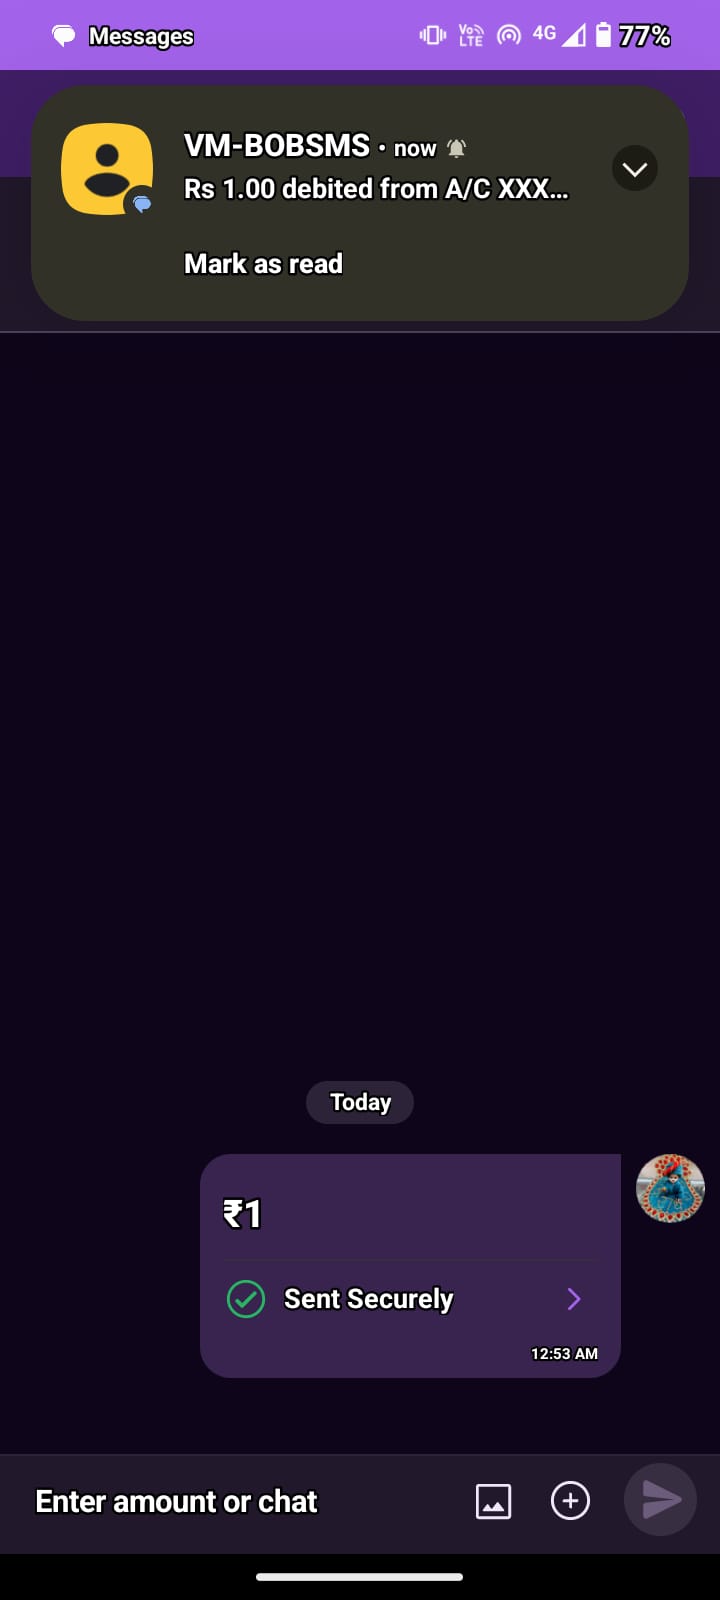 Messages
Vo LTE 4G 77%
VM-BOBSMS • now
Rs 1.00 debited from A/C XXX...
Mark as read
Today
₹1
Sent Securely
12:53 AM
Enter amount or chat